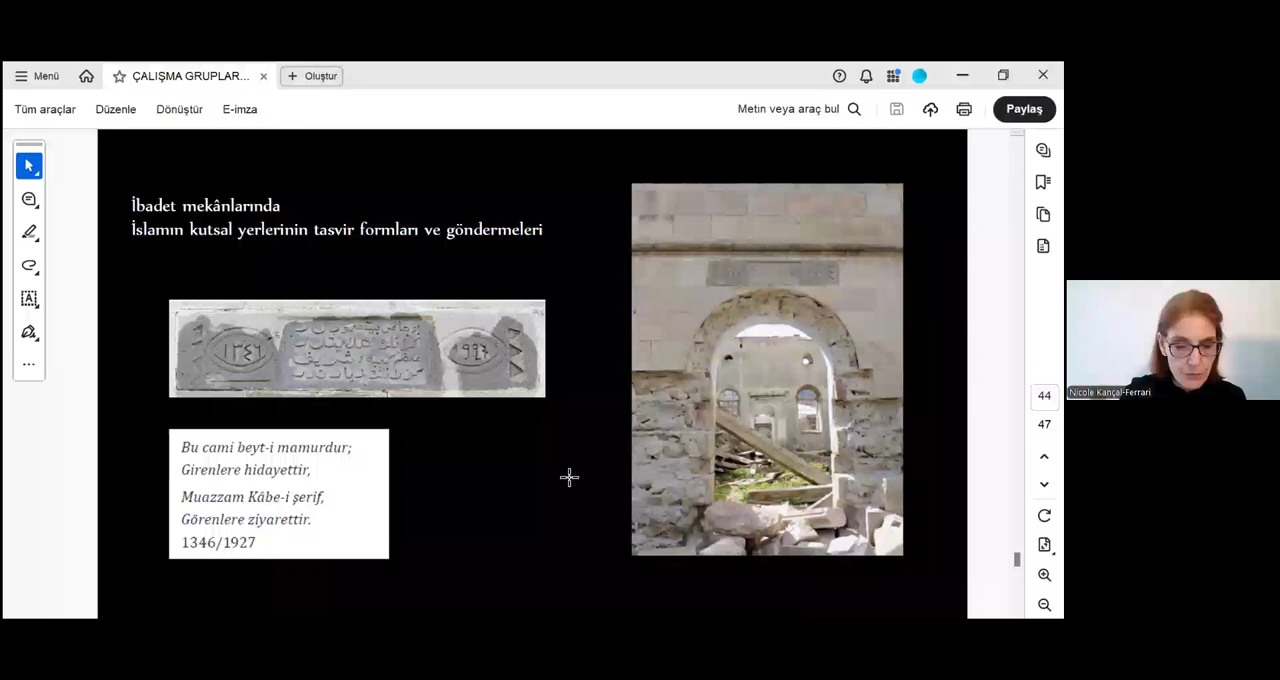 Menü
ÇALIŞMA GRUPLAR...
Oluştur
Tüm araçlar
Düzenle
Dönüştür
E-imza
Metin veya araç bul
Paylaş
İbadet mekânlarında
İslamın kutsal yerlerinin tasvir formları ve göndermeleri
١٣٤٦
Bu cami beyt-i mamurdur;
Girenlere hidayettir,
Muazzam Kâbe-i şerif,
Görenlere ziyarettir.
1346/1927
44
47
Nicole Kançal-Ferrari